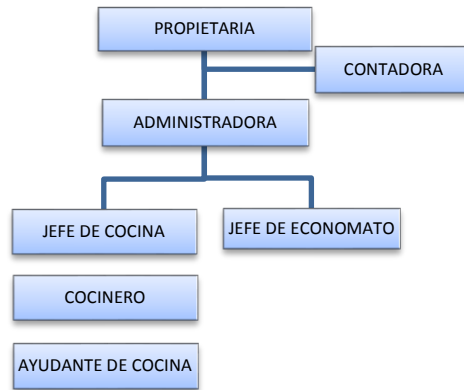 PROPIETARIA
CONTADORA
ADMINISTRADORA
JEFE DE COCINA
JEFE DE ECONOMATO
COCINERO
AYUDANTE DE COCINA